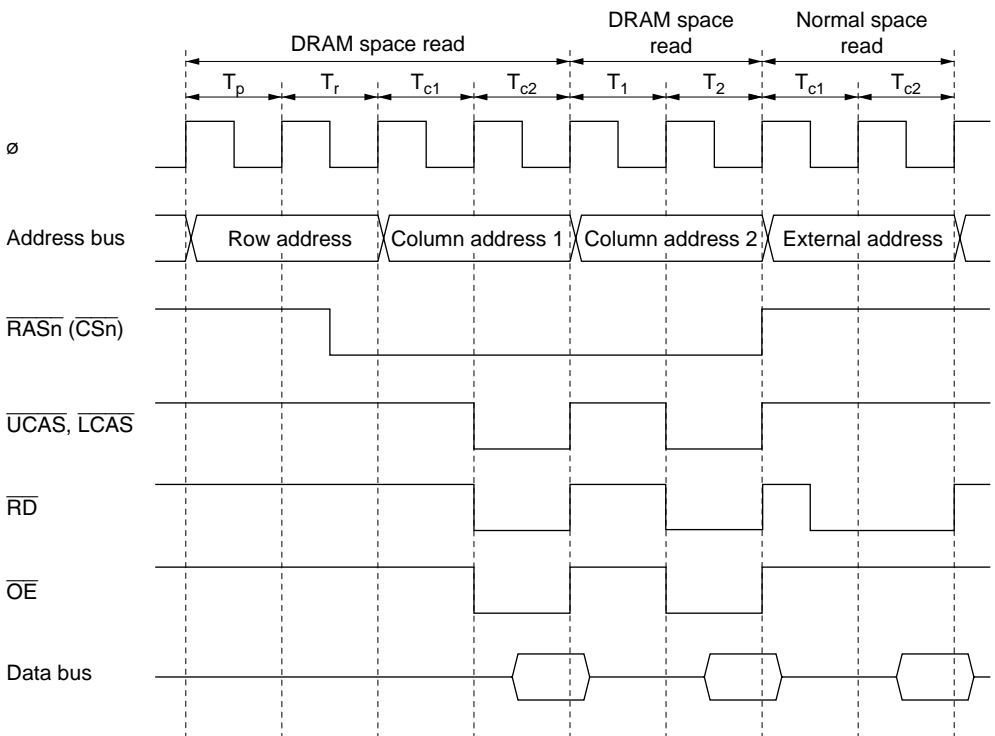 DRAM space read
DRAM space
read
Normal space
read
Tp Tr Tc1 Tc2 T1 T2 Tc1 Tc2
ø
Address bus
Row address Column address 1 Column address 2 External address
RASn (CSn)
UCAS, LCAS
RD
OE
Data bus